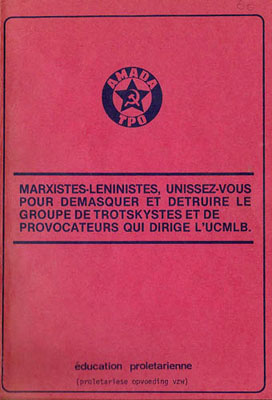 AMADA
TPO
MARXISTES-LENINISTES, UNISSEZ-VOUS
POUR DEMASQUER ET DETRUIRE LE
GROUPE DE TROTSKYSTES ET DE
PROVOCATEURS QUI DIRIGE L'UCMLB.
éducation proletarienne
(proletariese opvoeding vzw)